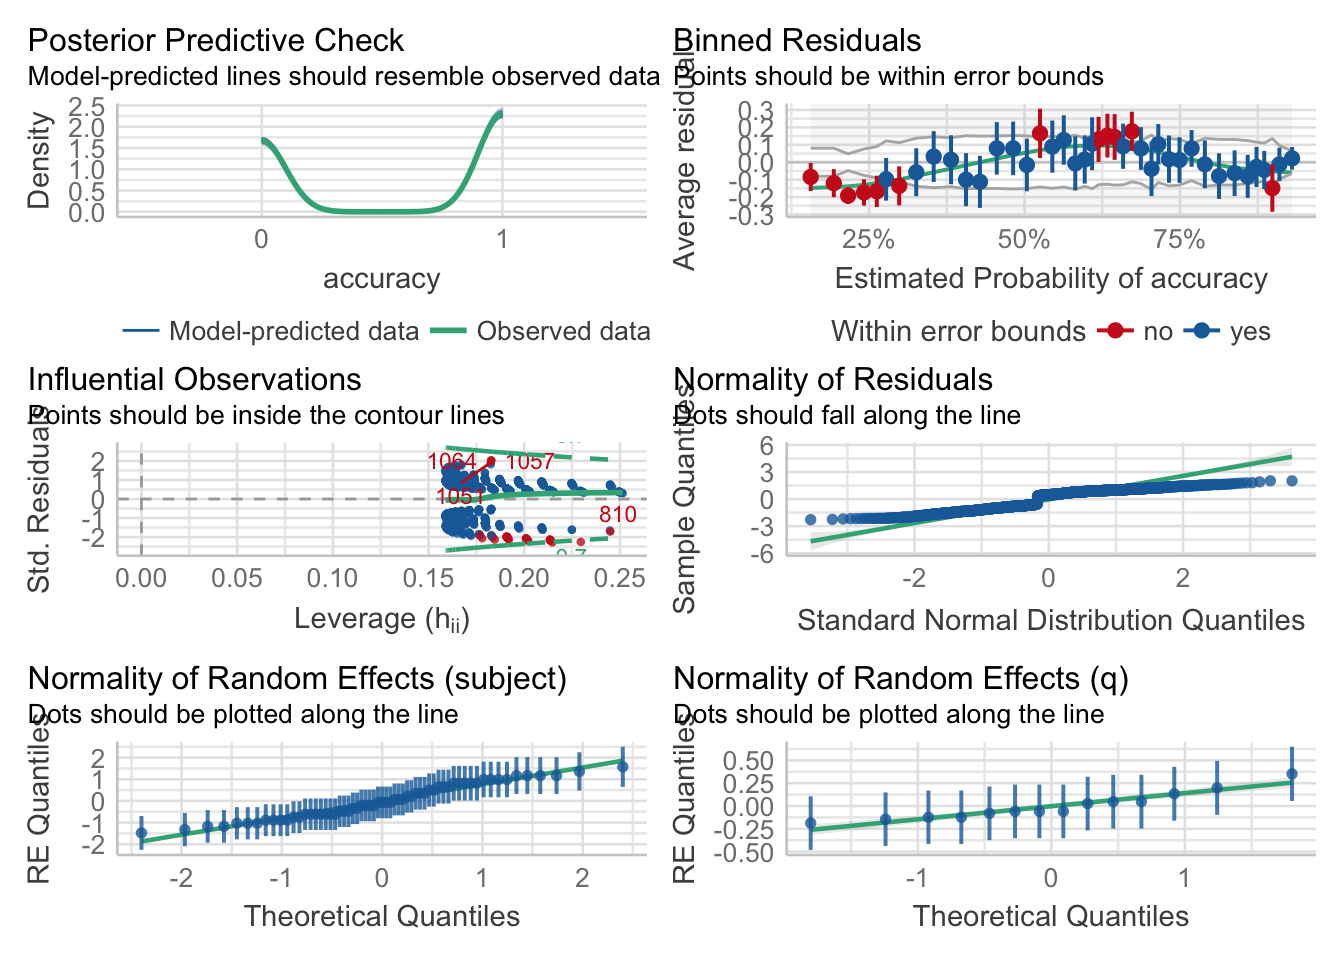 Posterior Predictive Check
Model-predicted lines should resemble observed data
Density
2.5
2.0
1.5
1.0
0.5
0.0
0 1
accuracy
Model-predicted data Observed data
Binned Residuals
Points should be within error bounds
Average residual
0.3
0.2
0.1
0.0
-0.1
-0.2
-0.3
25% 50% 75%
Estimated Probability of accuracy
Within error bounds no yes
Influential Observations
Points should be inside the contour lines
Std. Residuals
2
1
0
-1
-2
1064 1057
1051
810
0.7
0.00 0.05 0.10 0.15 0.20 0.25
Leverage (hii)
Normality of Residuals
Dots should fall along the line
Sample Quantiles
6
3
0
-3
-6
-2 0 2
Standard Normal Distribution Quantiles
Normality of Random Effects (subject)
Dots should be plotted along the line
RE Quantiles
2
1
0
-1
-2
-2 -1 0 1 2
Theoretical Quantiles
Normality of Random Effects (q)
Dots should be plotted along the line
RE Quantiles
0.50
0.25
0.00
-0.25
-0.50
-1 0 1
Theoretical Quantiles